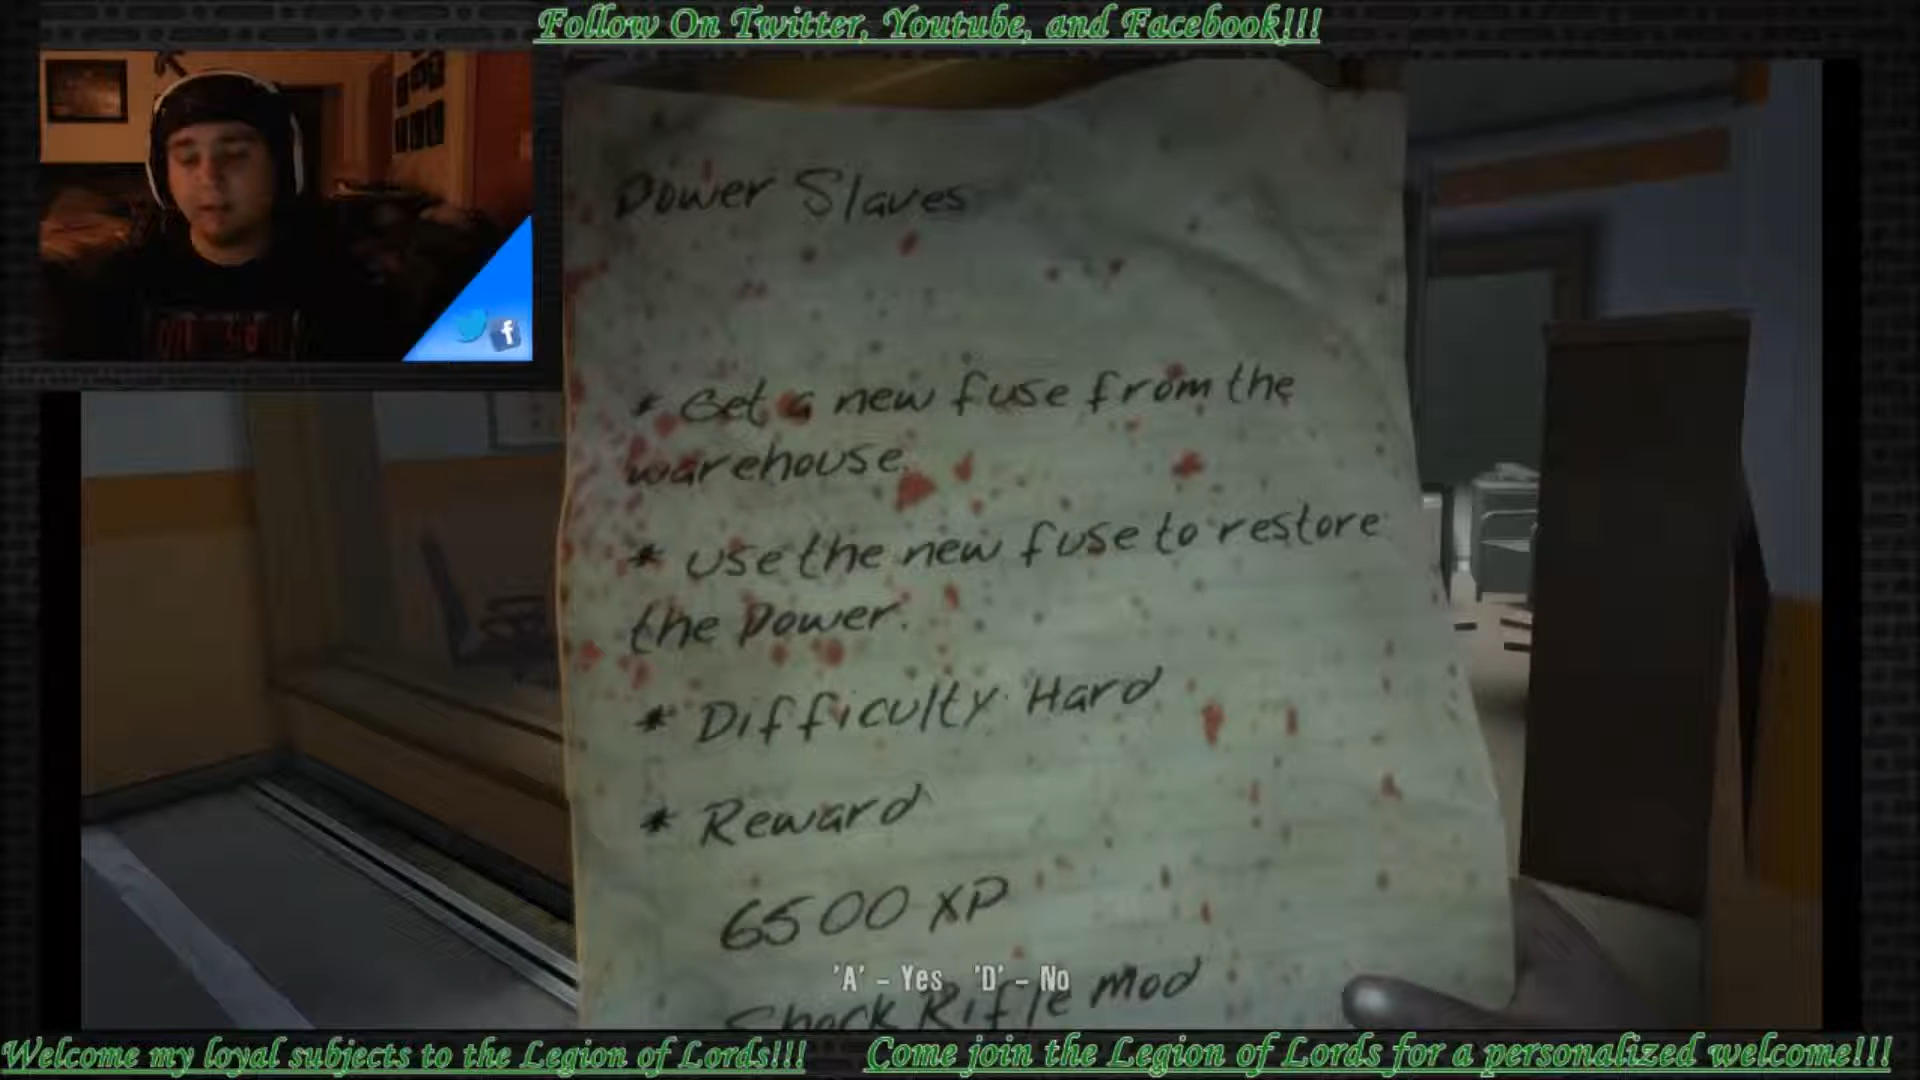 Follow On Twitter, Youtube, and Facebook!!!
Power Slaves
* Get a new fuse from the
warehouse.
* use the new fuse to restore
the Power.
* Difficulty: Hard
* Reward
6500 XP
'A' - Yes 'D' - No
Shock Rifle Mod
Welcome my loyal subjects to the Legion of Lords!!!
Come join the Legion of Lords for a personalized welcome!!!